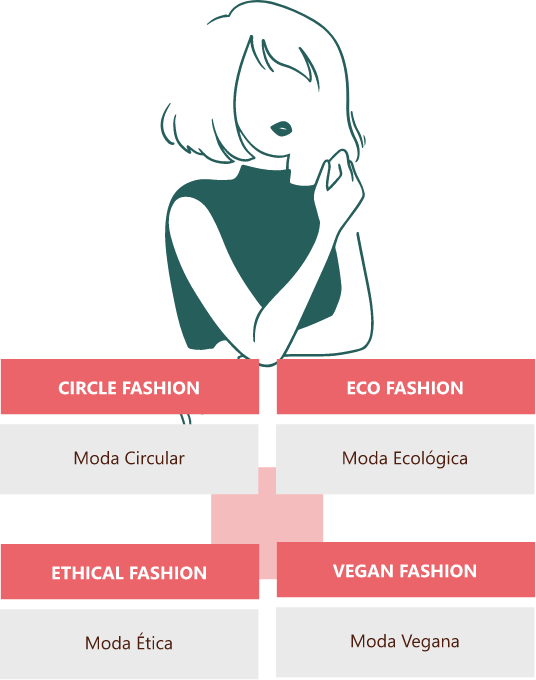 CIRCLE FASHION
Moda Circular
ECO FASHION
Moda Ecológica
ETHICAL FASHION
Moda Ética
VEGAN FASHION
Moda Vegana